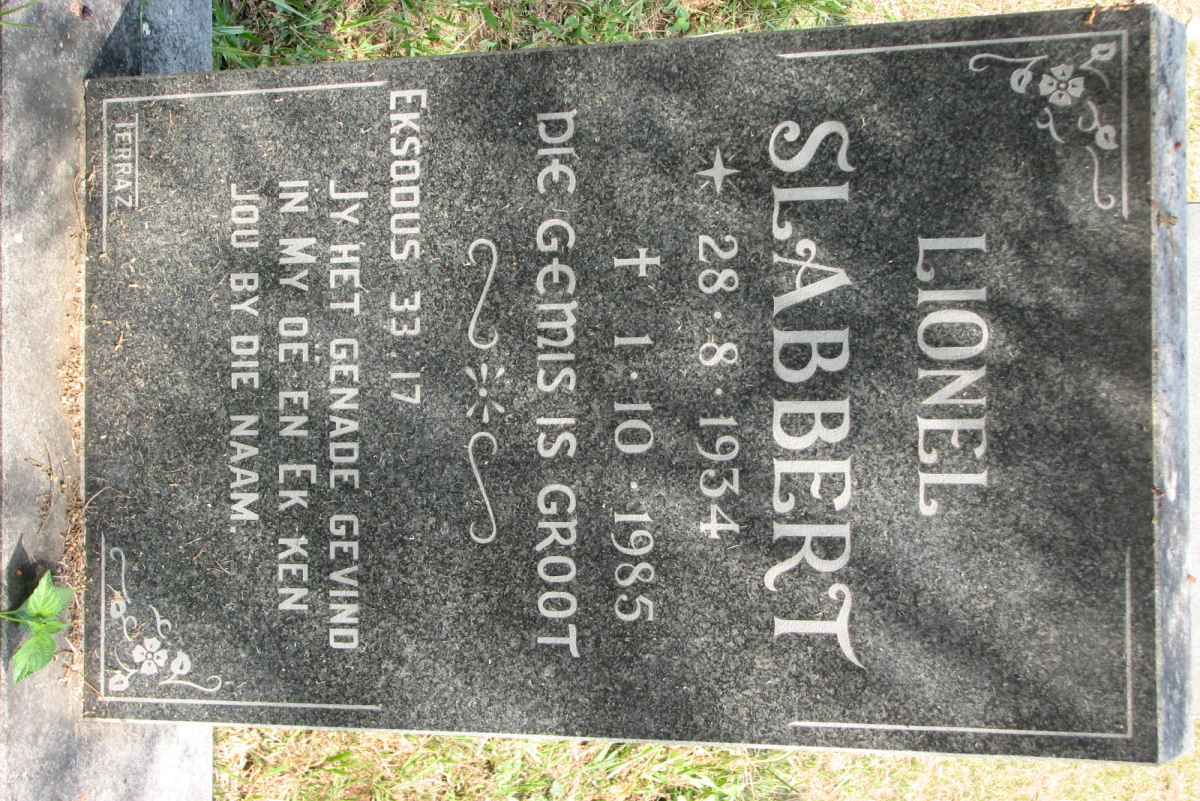 LIONEL
SLABBERT
28·8·1934
† 1·10·1985
DIE GEMIS IS GROOT
EKSODUS 33:17
JY HET GENADE GEVIND
IN MY OË EN EK KEN
JOU BY DIE NAAM
TERRAZ